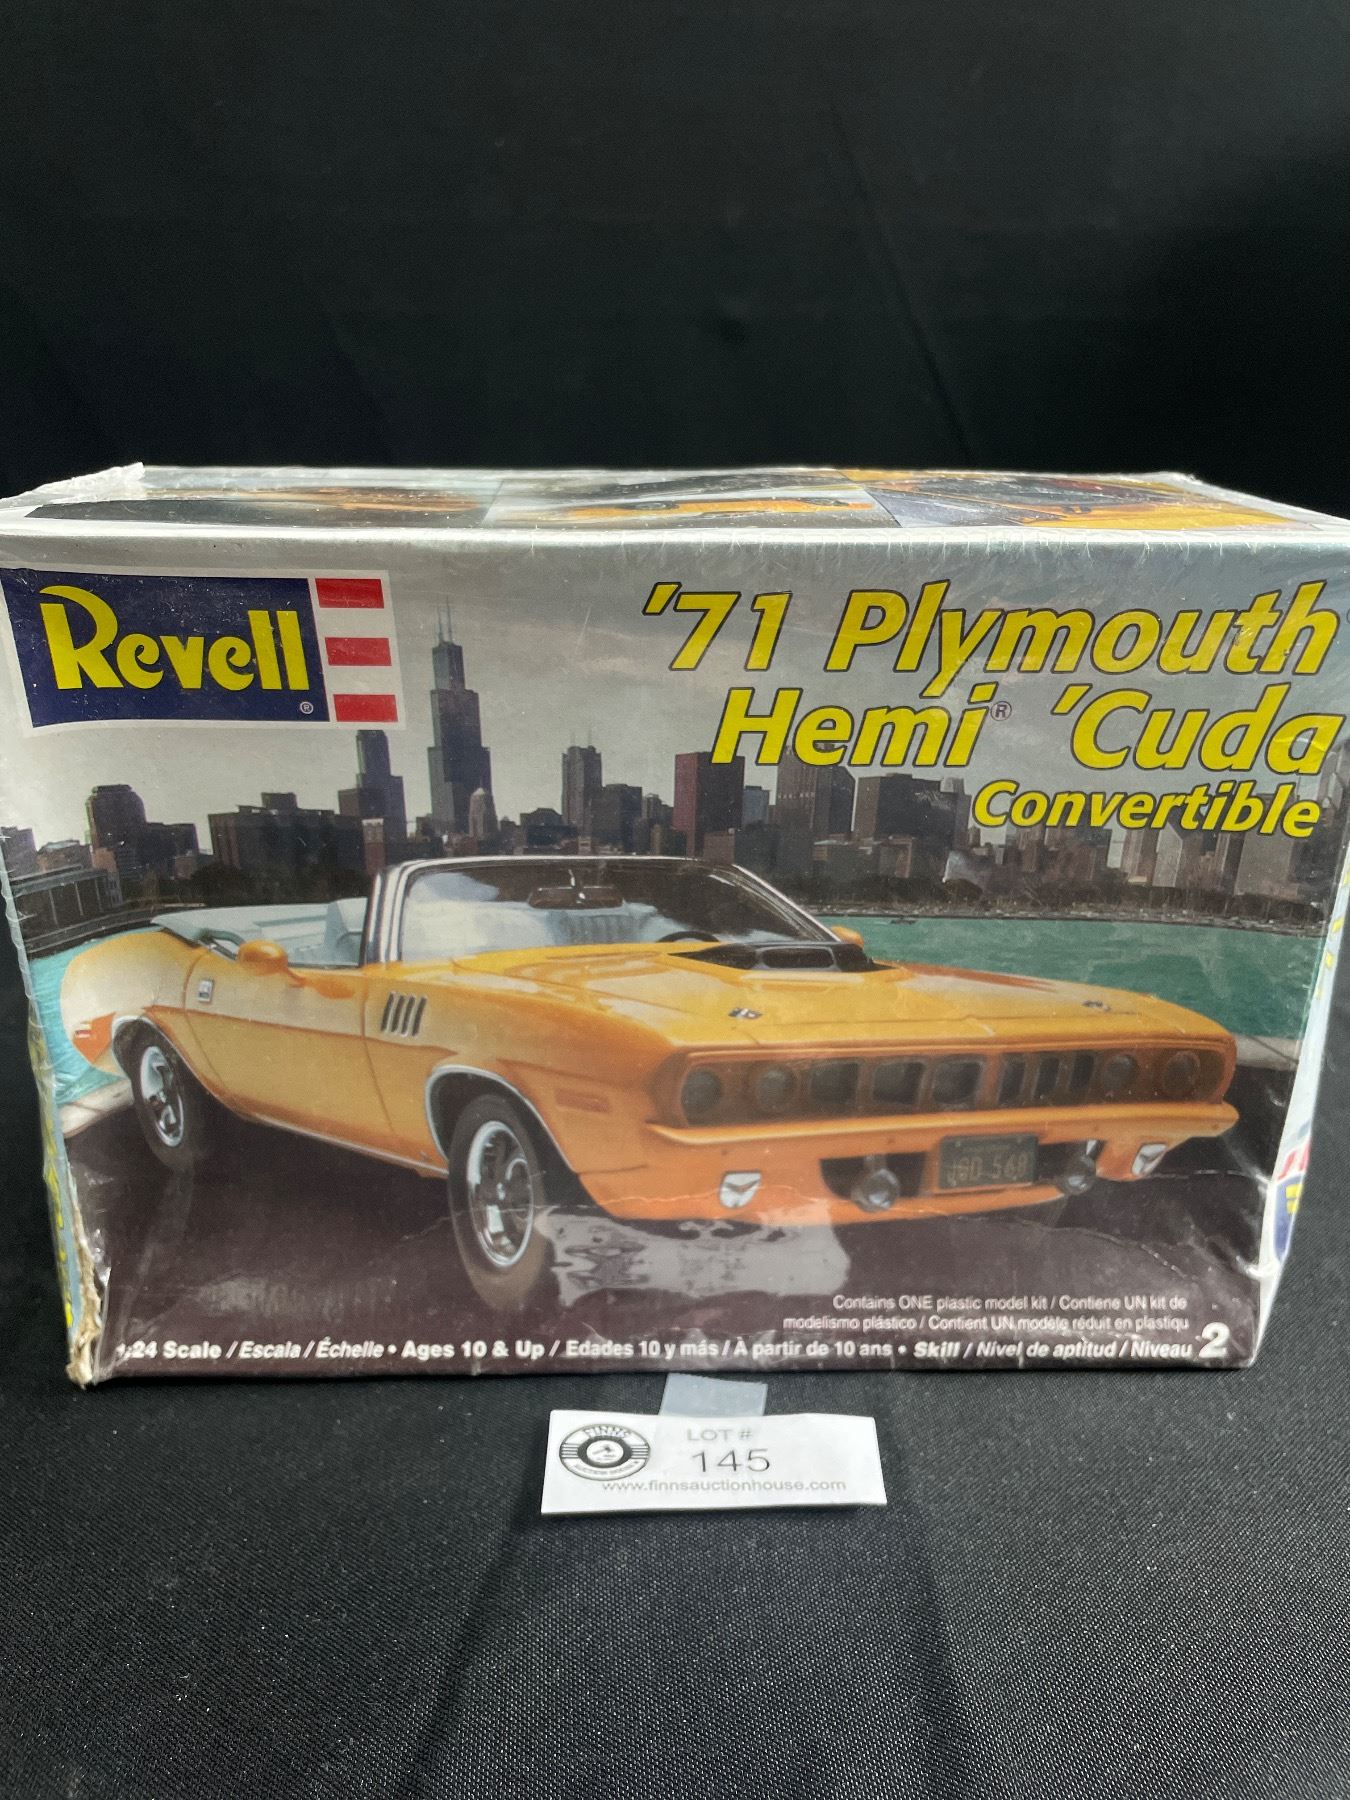 Revell®
'71 Plymouth
Hemi® 'Cuda
Convertible
Contains ONE plastic model kit / Contiene UN kit de
modelismo plástico / Contient UN modèle réduit en plastiqu
:24 Scale / Escala / Échelle • Ages 10 & Up / Edades 10 y más / À partir de 10 ans • Skill / Nivel de aptitud / Niveau 2
LOT #
145
www.finnsauctionhouse.com